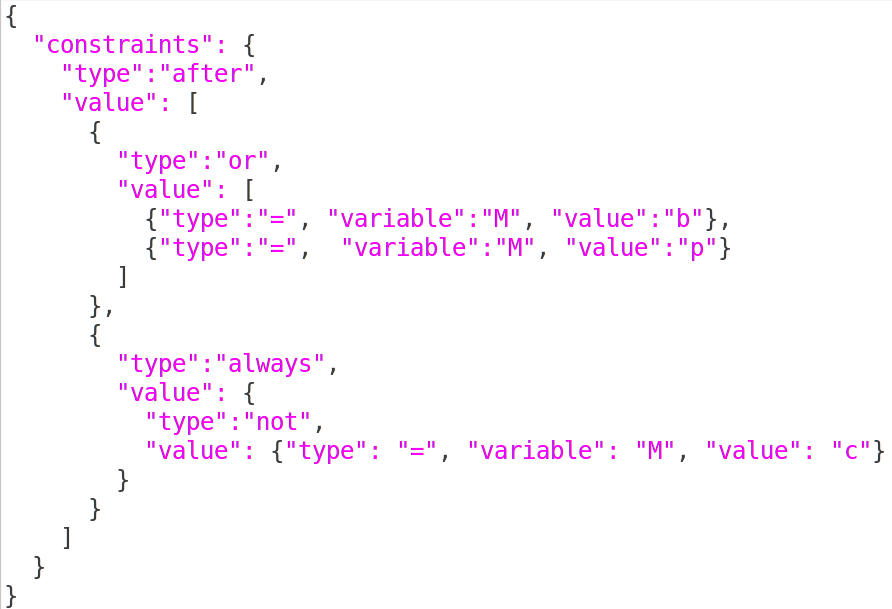 {
  "constraints": {
    "type":"after",
    "value": [
      {
        "type":"or",
        "value": [
          {"type":"=", "variable":"M", "value":"b"},
          {"type":"=",  "variable":"M", "value":"p"}
        ]
      },
      {
        "type":"always",
        "value": {
          "type":"not",
          "value": {"type": "=", "variable": "M", "value": "c"}
        }
      }
    ]
  }
}